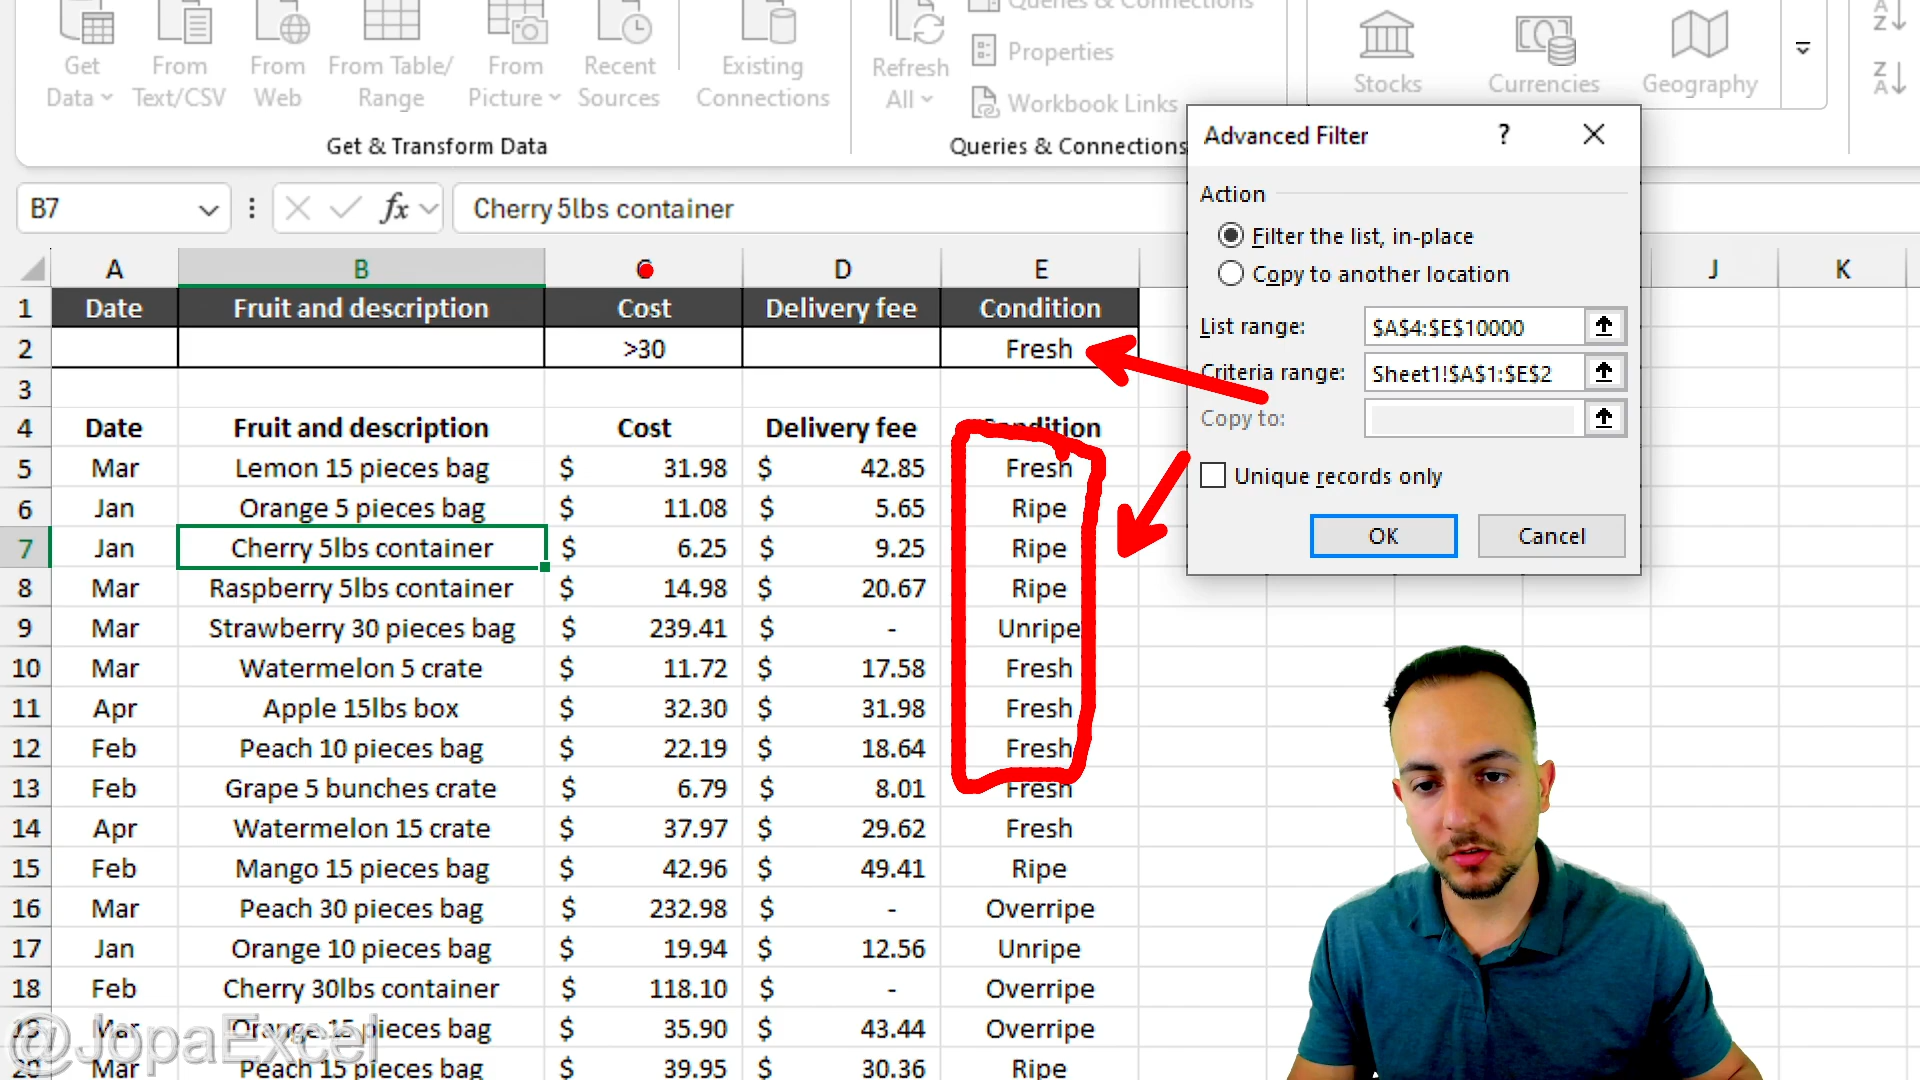 Queries & Connections
Get Data
From Text/CSV
From Web
From Table/ Range
From Picture
Recent Sources
Existing Connections
Refresh All
Properties
Workbook Links
Stocks
Currencies
Geography
Get & Transform Data
Queries & Connections
B7
fx
Cherry 5lbs container
A B C D E J K
1 Date Fruit and description Cost Delivery fee Condition
2 >30 Fresh
3
4 Date Fruit and description Cost Delivery fee Condition
5 Mar Lemon 15 pieces bag $ 31.98 $ 42.85 Fresh
6 Jan Orange 5 pieces bag $ 11.08 $ 5.65 Ripe
7 Jan Cherry 5lbs container $ 6.25 $ 9.25 Ripe
8 Mar Raspberry 5lbs container $ 14.98 $ 20.67 Ripe
9 Mar Strawberry 30 pieces bag $ 239.41 $ - Unripe
10 Mar Watermelon 5 crate $ 11.72 $ 17.58 Fresh
11 Apr Apple 15lbs box $ 32.30 $ 31.98 Fresh
12 Feb Peach 10 pieces bag $ 22.19 $ 18.64 Fresh
13 Feb Grape 5 bunches crate $ 6.79 $ 8.01 Fresh
14 Apr Watermelon 15 crate $ 37.97 $ 29.62 Fresh
15 Feb Mango 15 pieces bag $ 42.96 $ 49.41 Ripe
16 Mar Peach 30 pieces bag $ 232.98 $ - Overripe
17 Jan Orange 10 pieces bag $ 19.94 $ 12.56 Unripe
18 Feb Cherry 30lbs container $ 118.10 $ - Overripe
19 Mar Orange 15 pieces bag $ 35.90 $ 43.44 Overripe
20 Mar Peach 15 pieces bag $ 39.95 $ 30.36 Ripe
@JopaExcel
Advanced Filter ?
Action
Filter the list, in-place
Copy to another location
List range: $A$4:$E$10000
Criteria range: Sheet1!$A$1:$E$2
Copy to:
Unique records only
OK Cancel
A Z
Z A